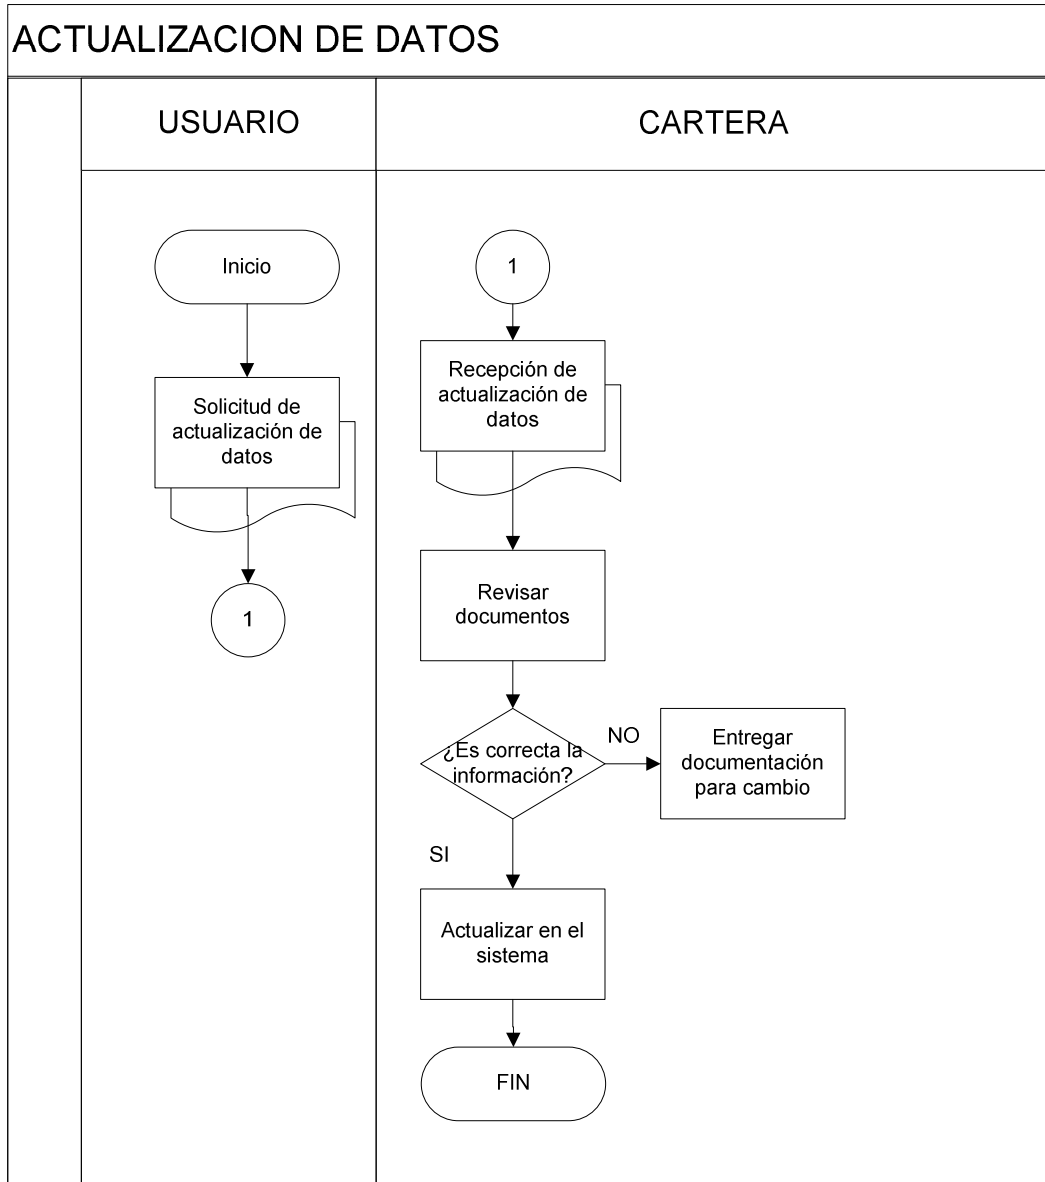 ACTUALIZACION DE DATOS
USUARIO
CARTERA
Inicio
Solicitud de
actualización de
datos
1
1
Recepción de
actualización de
datos
Revisar
documentos
¿Es correcta la
información?
NO
Entregar
documentación
para cambio
SI
Actualizar en el
sistema
FIN